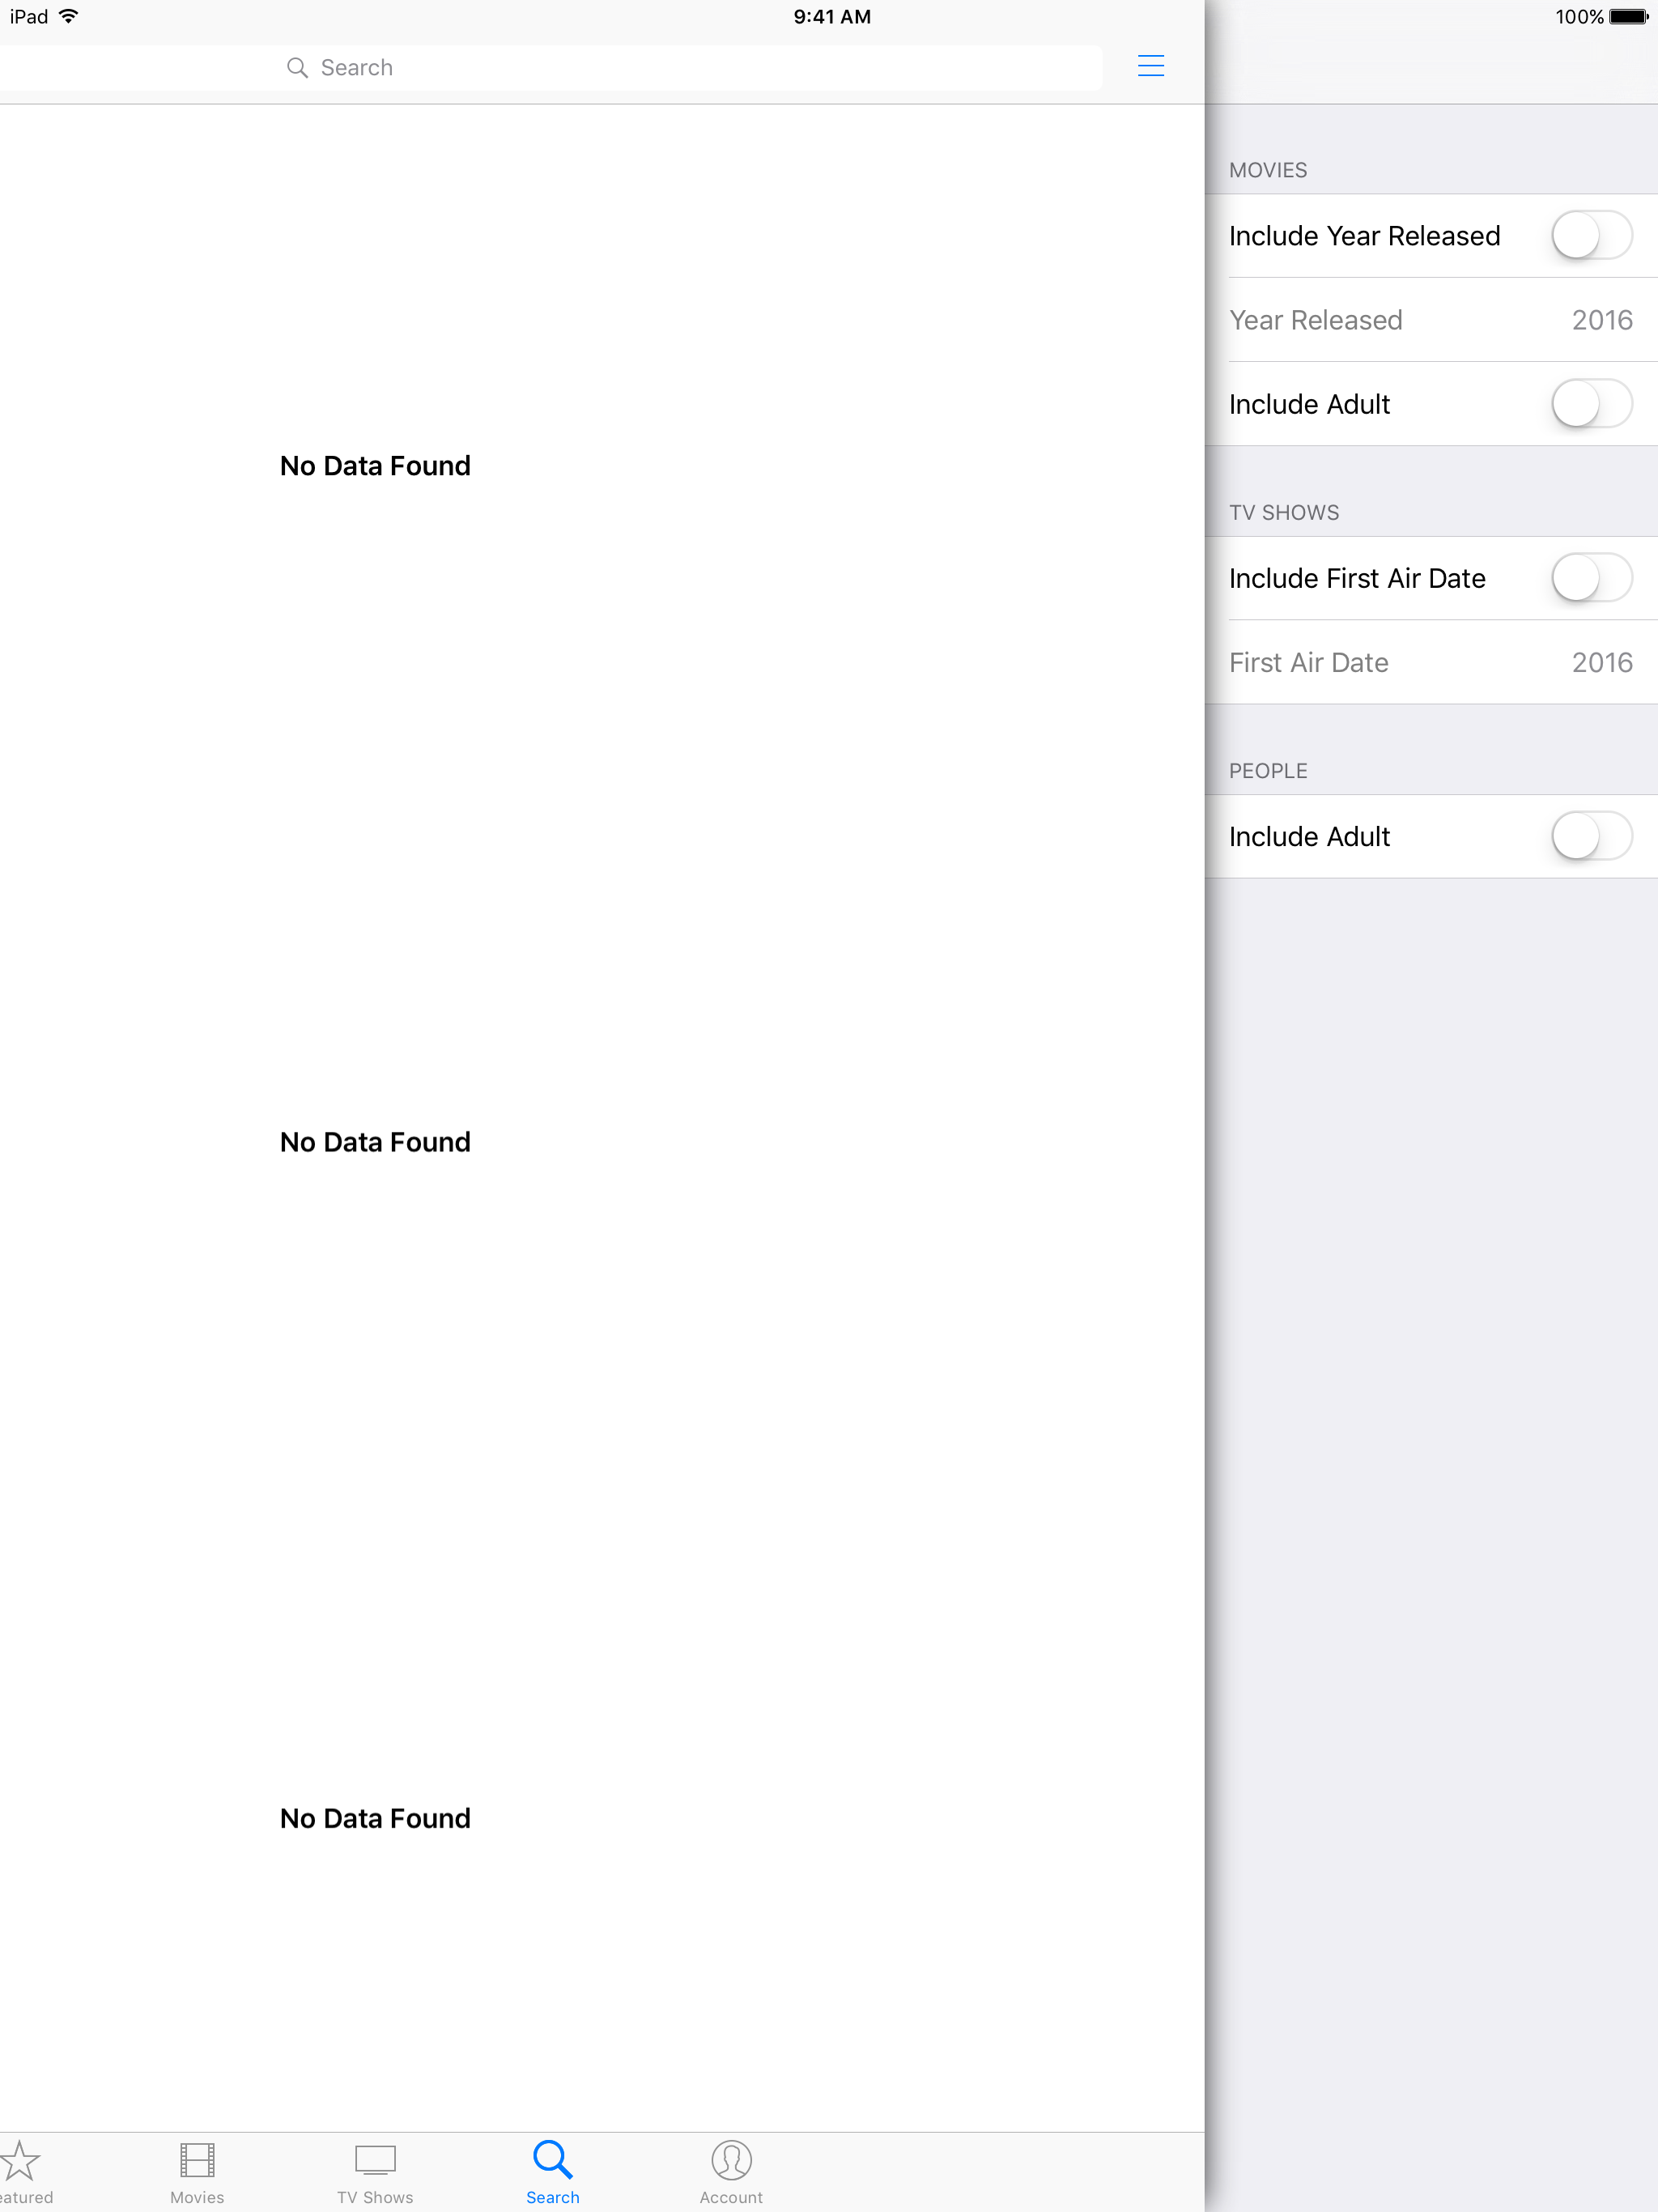 iPad 9:41 AM 100%
Search
MOVIES
Include Year Released
Year Released 2016
Include Adult
No Data Found
TV SHOWS
Include First Air Date
First Air Date 2016
PEOPLE
Include Adult
No Data Found
No Data Found
eatured Movies TV Shows Search Account